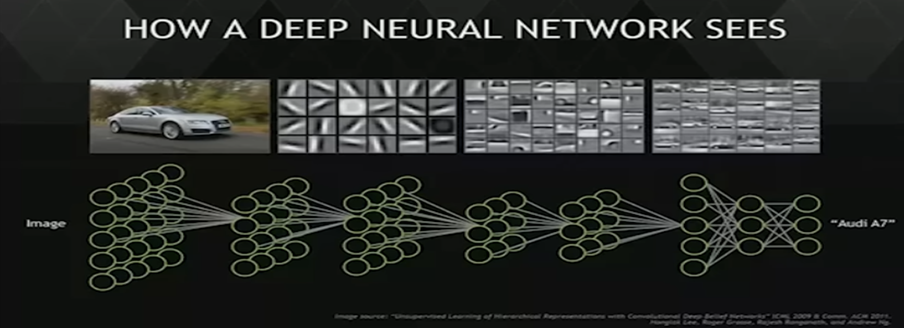 HOW A DEEP NEURAL NETWORK SEES
Image
"Audi A7"
Image source: "Unsupervised Learning of Hierarchical Representations with Convolutional Deep Belief Networks" ICML 2009 & Comm. ACM 2011.
Honglak Lee, Roger Grosse, Rajesh Ranganath, and Andrew Ng.